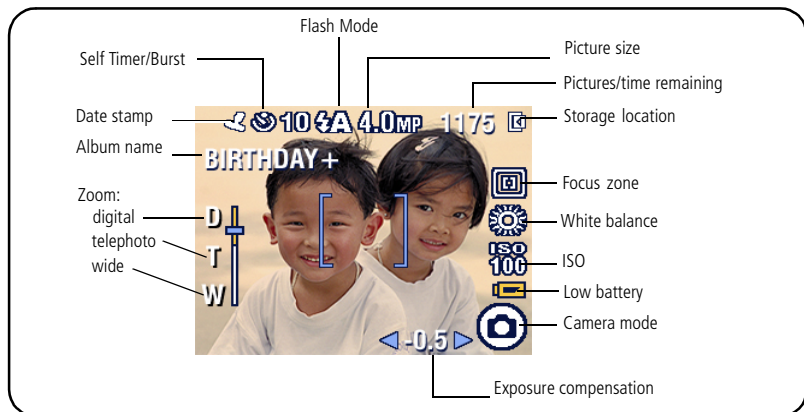 Flash Mode
Self Timer/Burst
Picture size
Pictures/time remaining
Date stamp
Storage location
10 ϟA 4.0MP 1175
Album name
BIRTHDAY+
Zoom:
digital
D
telephoto
T
wide
W
Focus zone
White balance
ISO
100
ISO
Low battery
Camera mode
-0.5
Exposure compensation